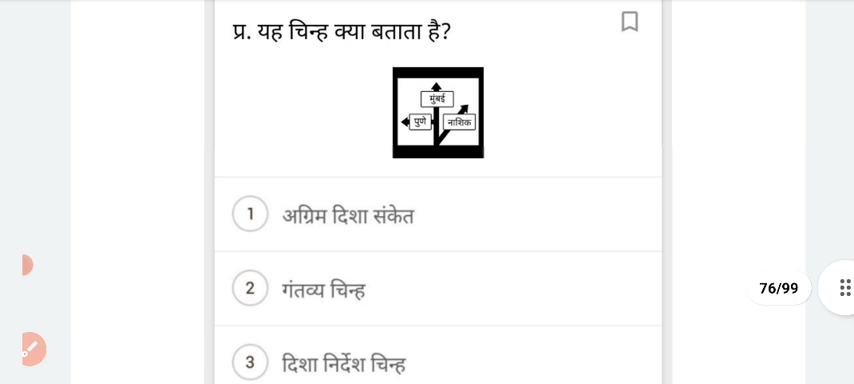 प्र. यह चिन्ह क्या बताता है?
मुंबई
पुणे
नाशिक
1 अग्रिम दिशा संकेत
2 गंतव्य चिन्ह
76/99
3 दिशा निर्देश चिन्ह